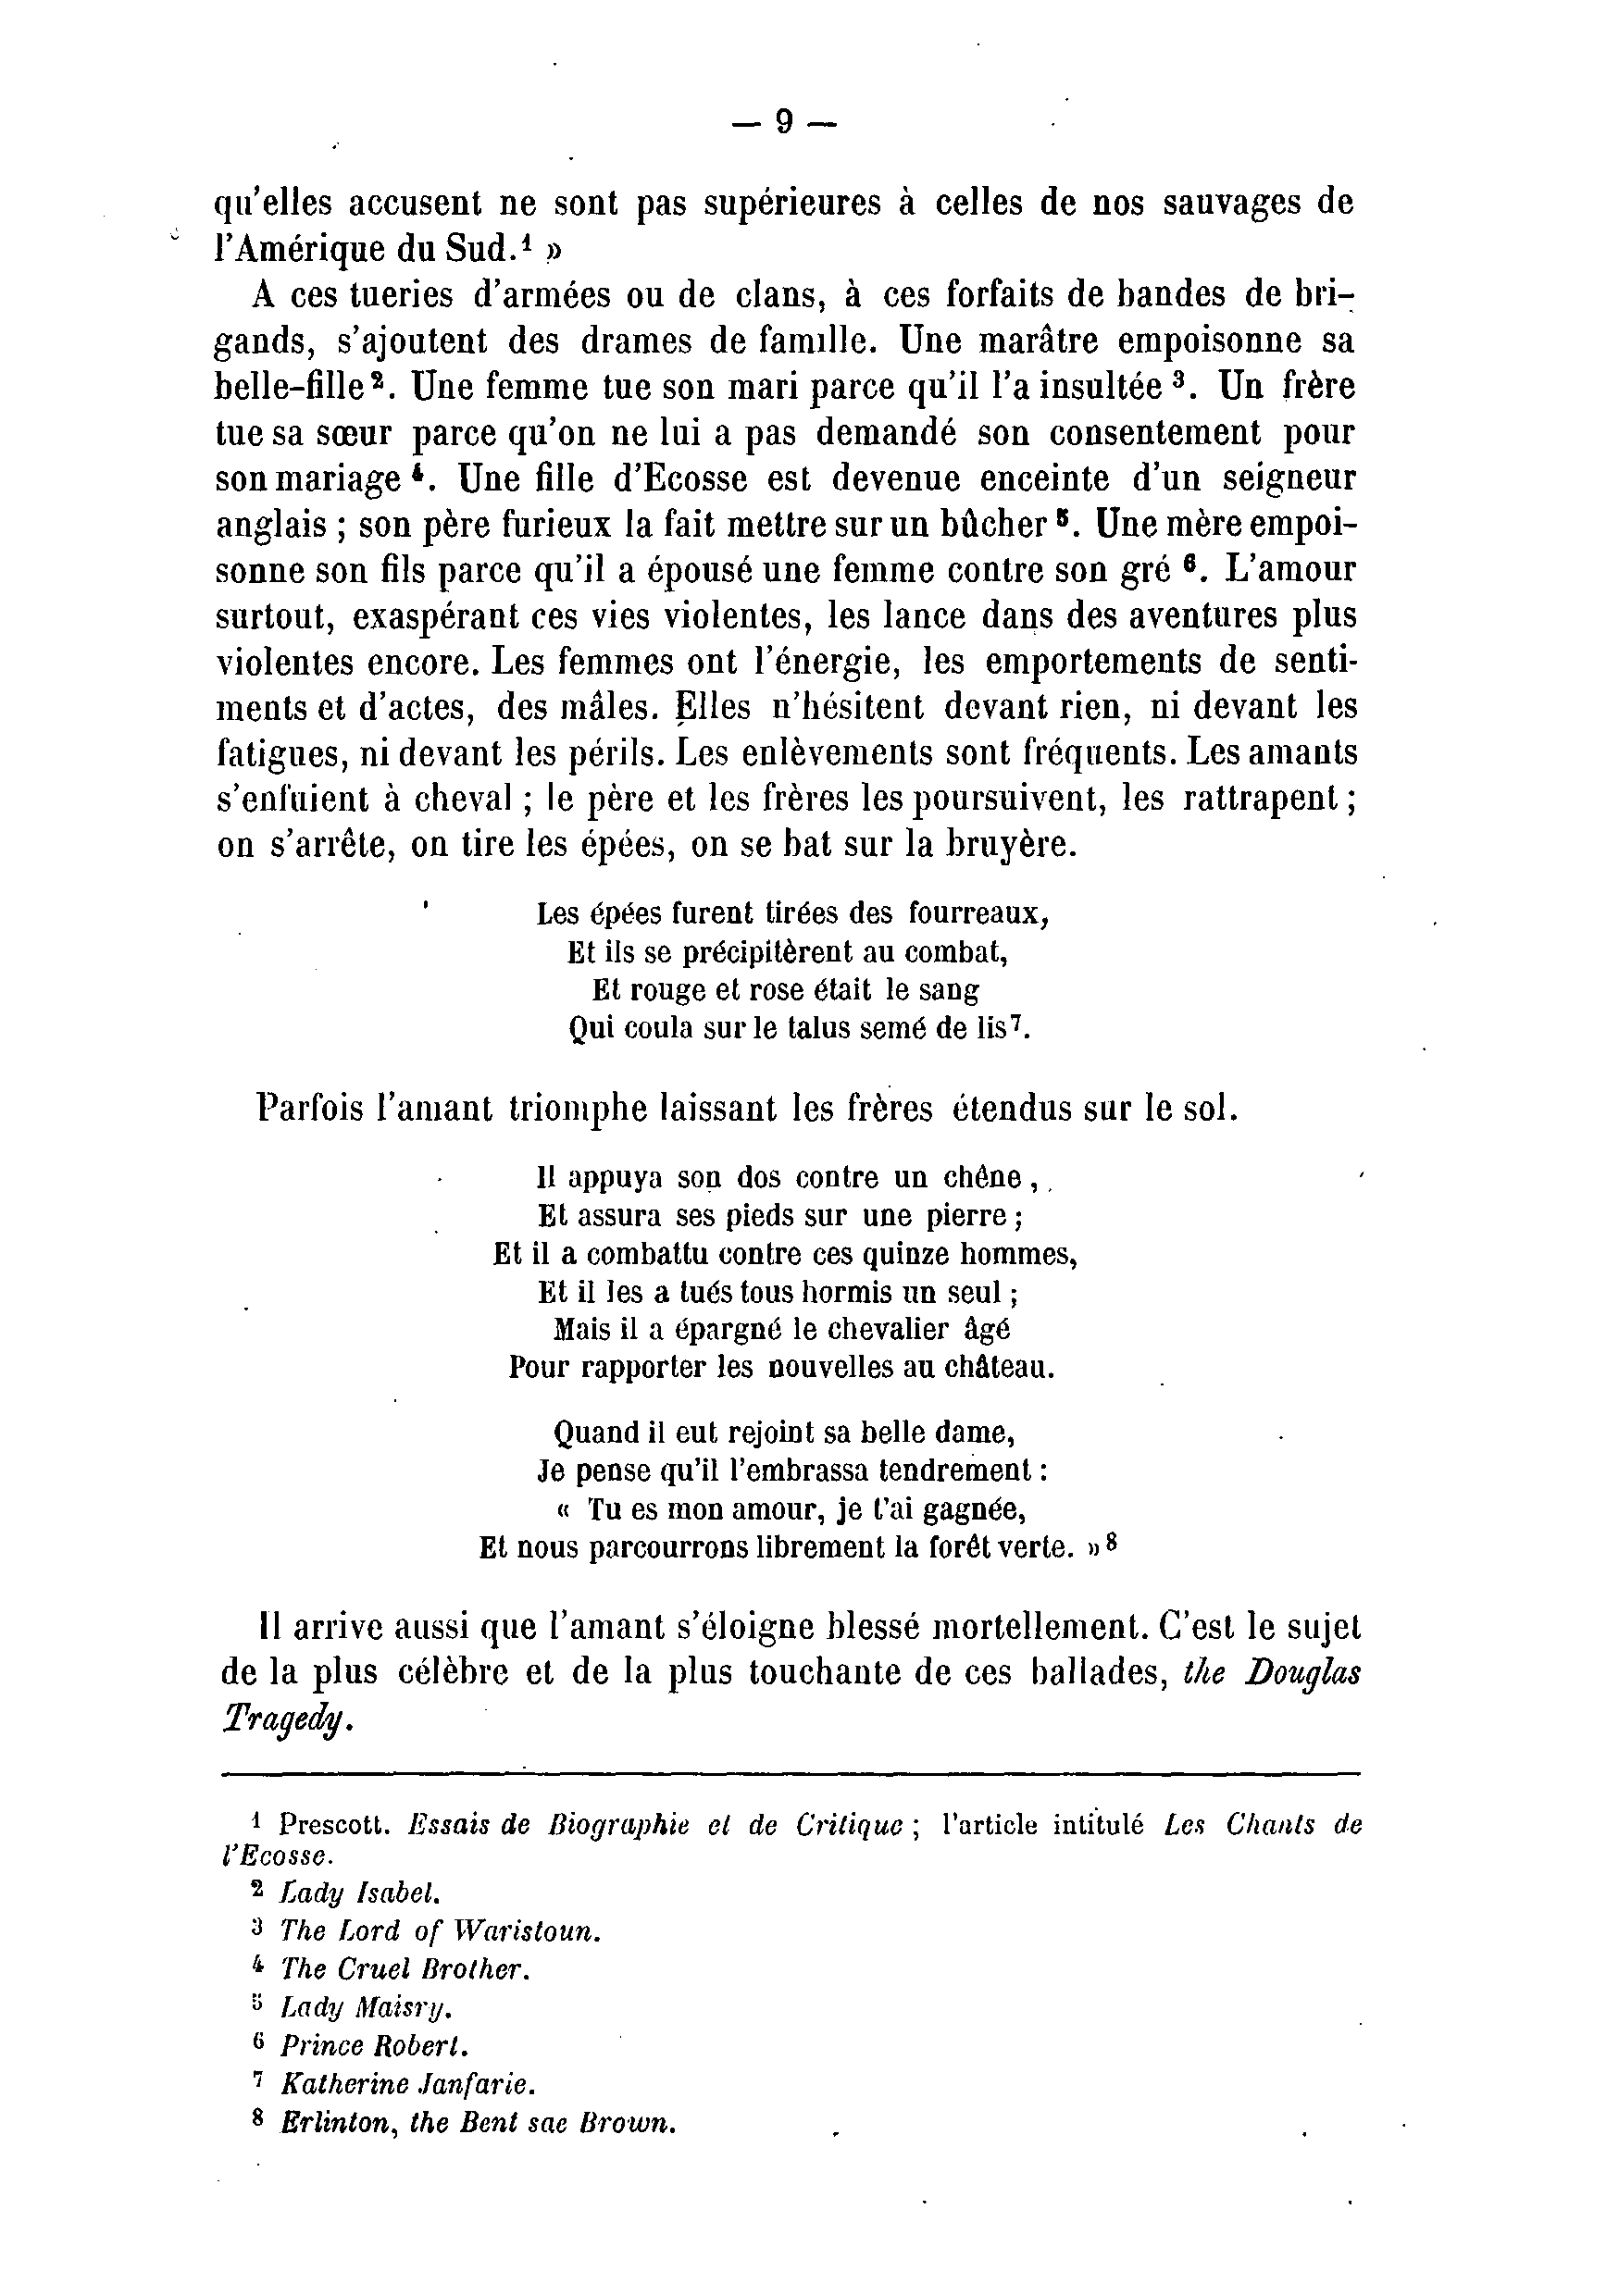 — 9 —
qu'elles accusent ne sont pas supérieures à celles de nos sauvages de
l'Amérique du Sud.¹ »
A ces tueries d'armées ou de clans, à ces forfaits de bandes de bri-
gands, s'ajoutent des drames de famille. Une marâtre empoisonne sa
belle-fille². Une femme tue son mari parce qu'il l'a insultée ³. Un frère
tue sa sœur parce qu'on ne lui a pas demandé son consentement pour
son mariage ⁴. Une fille d'Ecosse est devenue enceinte d'un seigneur
anglais ; son père furieux la fait mettre sur un bûcher ⁵. Une mère empoi-
sonne son fils parce qu'il a épousé une femme contre son gré ⁶. L'amour
surtout, exaspérant ces vies violentes, les lance dans des aventures plus
violentes encore. Les femmes ont l'énergie, les emportements de senti-
ments et d'actes, des mâles. Elles n'hésitent devant rien, ni devant les
fatigues, ni devant les périls. Les enlèvements sont fréquents. Les amants
s'enfuient à cheval ; le père et les frères les poursuivent, les rattrapent ;
on s'arrête, on tire les épées, on se bat sur la bruyère.
Les épées furent tirées des fourreaux,
Et ils se précipitèrent au combat,
Et rouge et rose était le sang
Qui coula sur le talus semé de lis⁷.
Parfois l'amant triomphe laissant les frères étendus sur le sol.
Il appuya son dos contre un chêne ,
Et assura ses pieds sur une pierre ;
Et il a combattu contre ces quinze hommes,
Et il les a tués tous hormis un seul ;
Mais il a épargné le chevalier âgé
Pour rapporter les nouvelles au château.
Quand il eut rejoint sa belle dame,
Je pense qu'il l'embrassa tendrement :
« Tu es mon amour, je t'ai gagnée,
Et nous parcourrons librement la forêt verte. » ⁸
Il arrive aussi que l'amant s'éloigne blessé mortellement. C'est le sujet
de la plus célèbre et de la plus touchante de ces ballades, the Douglas
Tragedy.
¹ Prescott. Essais de Biographie et de Critique ; l'article intitulé Les Chants de
l'Ecosse.
² Lady Isabel.
³ The Lord of Waristoun.
⁴ The Cruel Brother.
⁵ Lady Maisry.
⁶ Prince Robert.
⁷ Katherine Janfarie.
⁸ Erlinton, the Bent sae Brown.